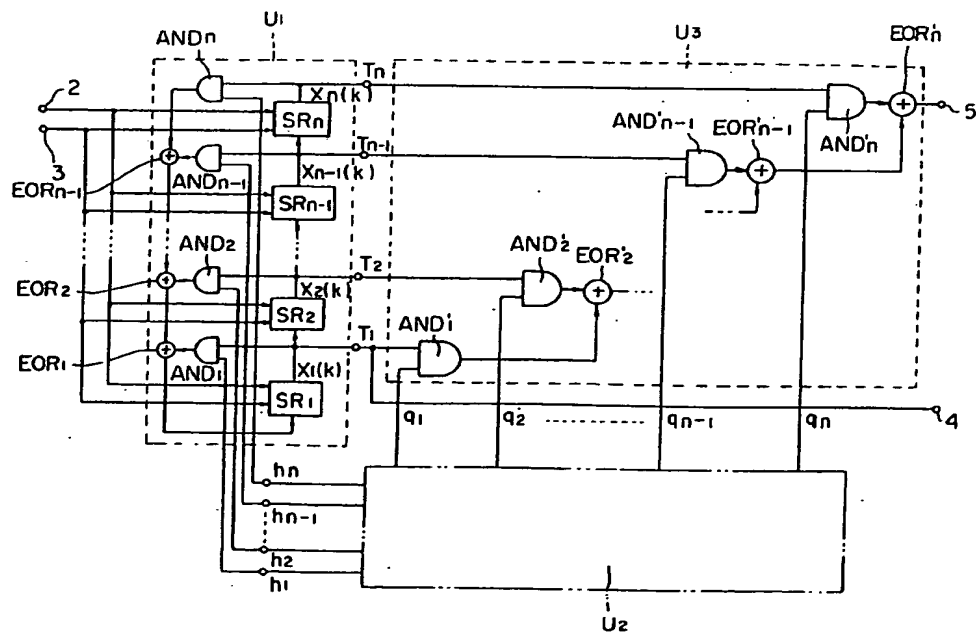 U1
ANDn
U3
EOR'n
2
Tn
Xn(k)
SRn
5
3
AND'n-1
EOR'n-1
AND'n
Tn-1
EORn-1
ANDn-1
Xn-1(k)
SRn-1
AND2
AND'2
EOR'2
T2
EOR2
X2(k)
SR2
AND'1
T1
EOR1
AND1
X1(k)
SR1
4
q1
q2
qn-1
qn
hn
hn-1
h2
h1
U2